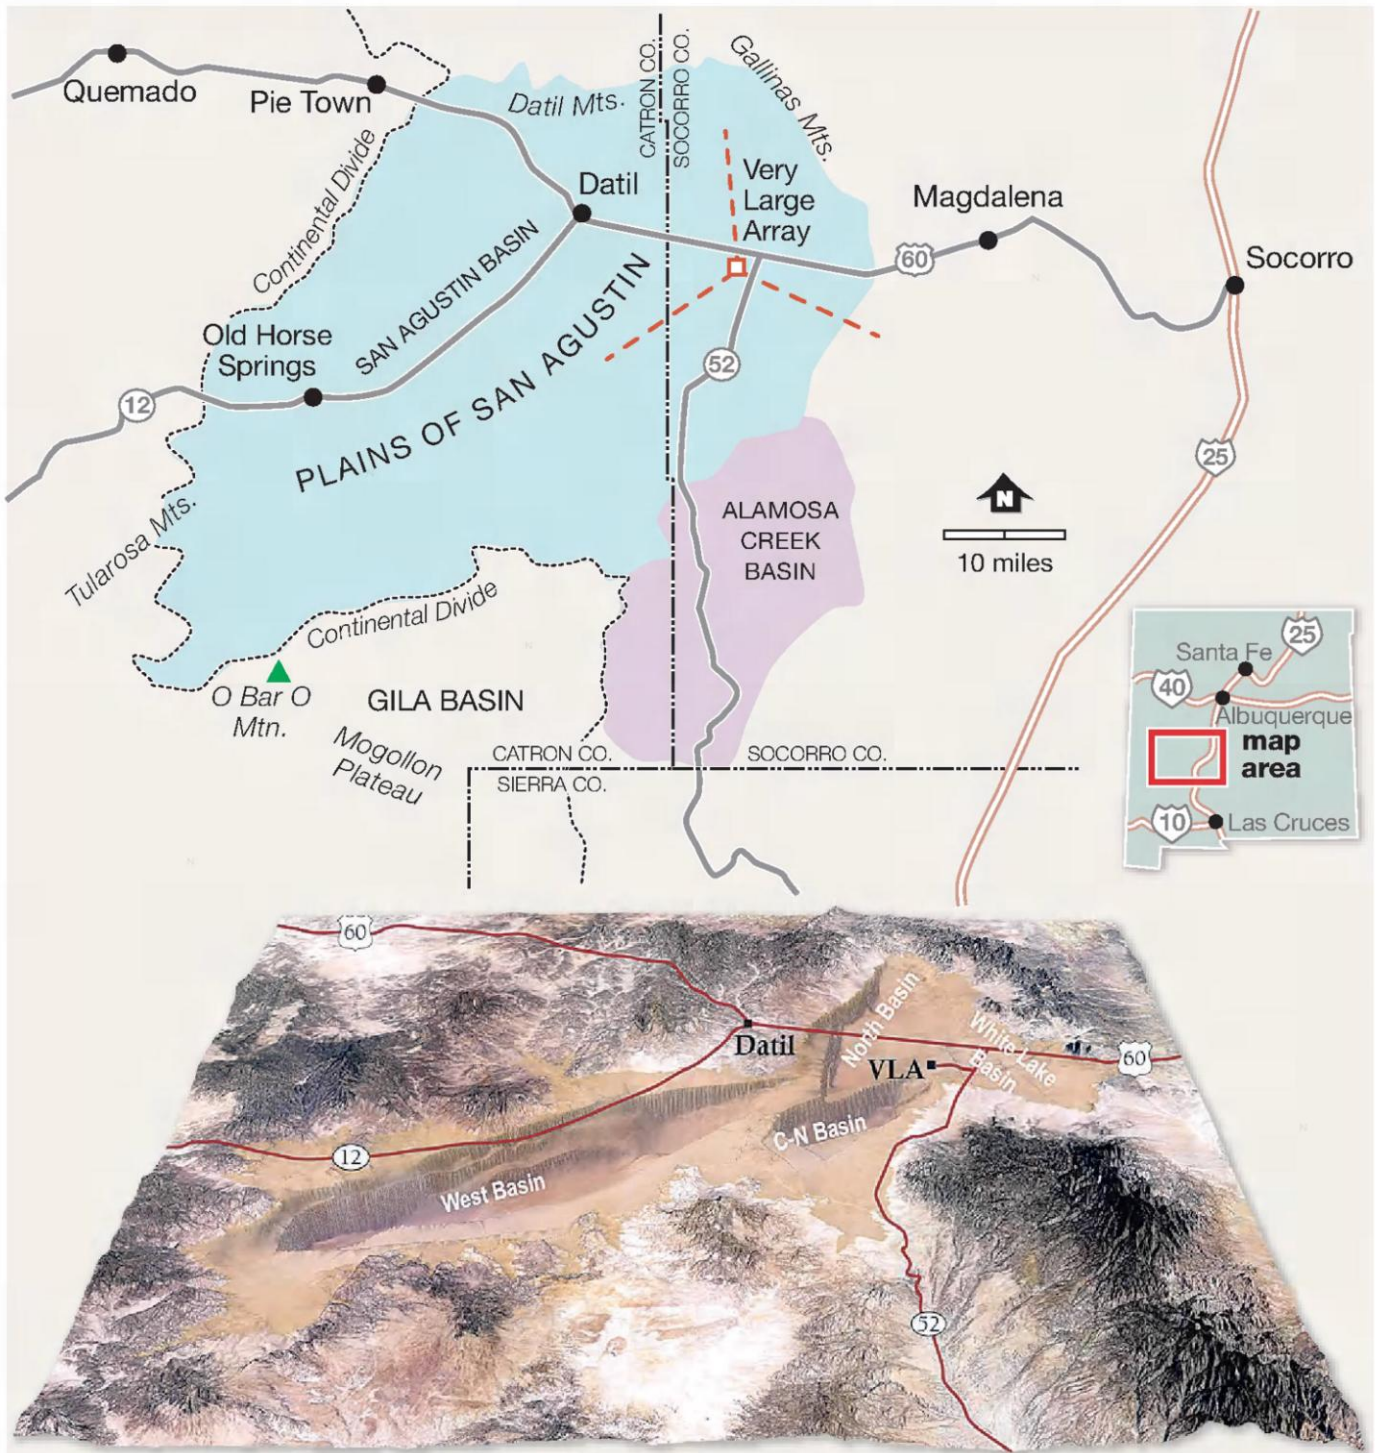 Quemado
Pie Town
Continental Divide
Datil Mts.
CATRON CO.
SOCORRO CO.
Gallinas Mts.
Very
Large
Array
Datil
Magdalena
60
Socorro
SAN AGUSTIN BASIN
Old Horse
Springs
12
PLAINS OF SAN AGUSTIN
52
25
ALAMOSA
CREEK
BASIN
N
10 miles
Tularosa Mts.
Continental Divide
O Bar O
Mtn.
GILA BASIN
Mogollon
Plateau
CATRON CO.
SIERRA CO.
SOCORRO CO.
25
Santa Fe
40
Albuquerque
map
area
10
Las Cruces
60
North Basin
Datil
White Lake
Basin
60
VLA
C-N Basin
12
West Basin
52